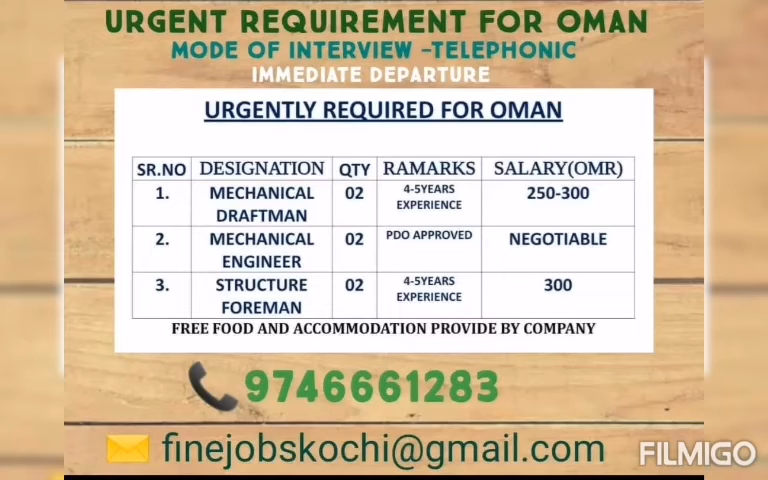 URGENT REQUIREMENT FOR OMAN
MODE OF INTERVIEW -TELEPHONIC
IMMEDIATE DEPARTURE
URGENTLY REQUIRED FOR OMAN
SR.NO DESIGNATION QTY RAMARKS SALARY(OMR)
1. MECHANICAL DRAFTMAN 02 4-5YEARS EXPERIENCE 250-300
2. MECHANICAL ENGINEER 02 PDO APPROVED NEGOTIABLE
3. STRUCTURE FOREMAN 02 4-5YEARS EXPERIENCE 300
FREE FOOD AND ACCOMMODATION PROVIDE BY COMPANY
9746661283
finejobskochi@gmail.com
FILMIGO